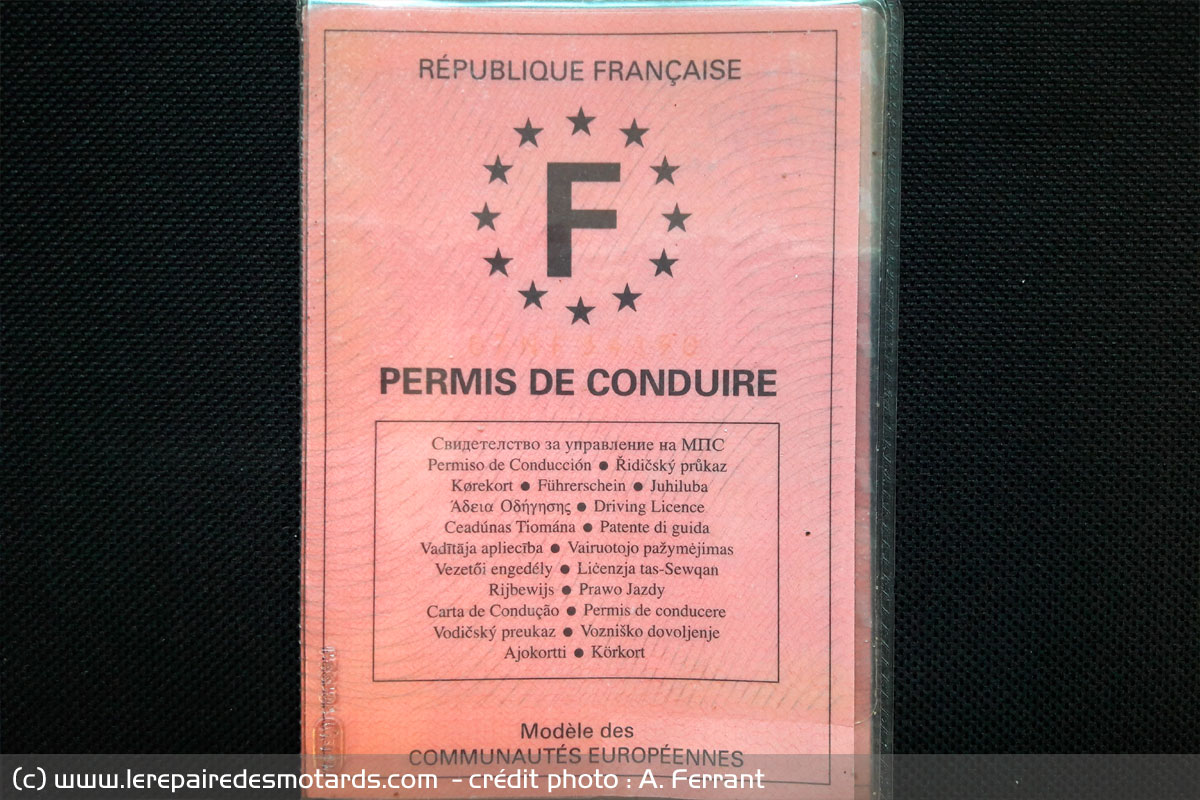 RÉPUBLIQUE FRANÇAISE
F
PERMIS DE CONDUIRE
Свидетелство за управление на МПС
Permiso de Conducción ● Řidičský průkaz
Kørekort ● Führerschein ● Juhiluba
Άδεια Οδήγησης ● Driving Licence
Ceadúnas Tíomána ● Patente di guida
Vadītāja apliecība ● Vairuotojo pažymėjimas
Vezetői engedély ● Liċenzja tas-Sewqan
Rijbewijs ● Prawo Jazdy
Carta de Condução ● Permis de conducere
Vodičský preukaz ● Vozniško dovoljenje
Ajokortti ● Körkort
Modèle des
COMMUNAUTÉS EUROPÉENNES
(c) www.lerepairedesmotards.com - crédit photo : A. Ferrant